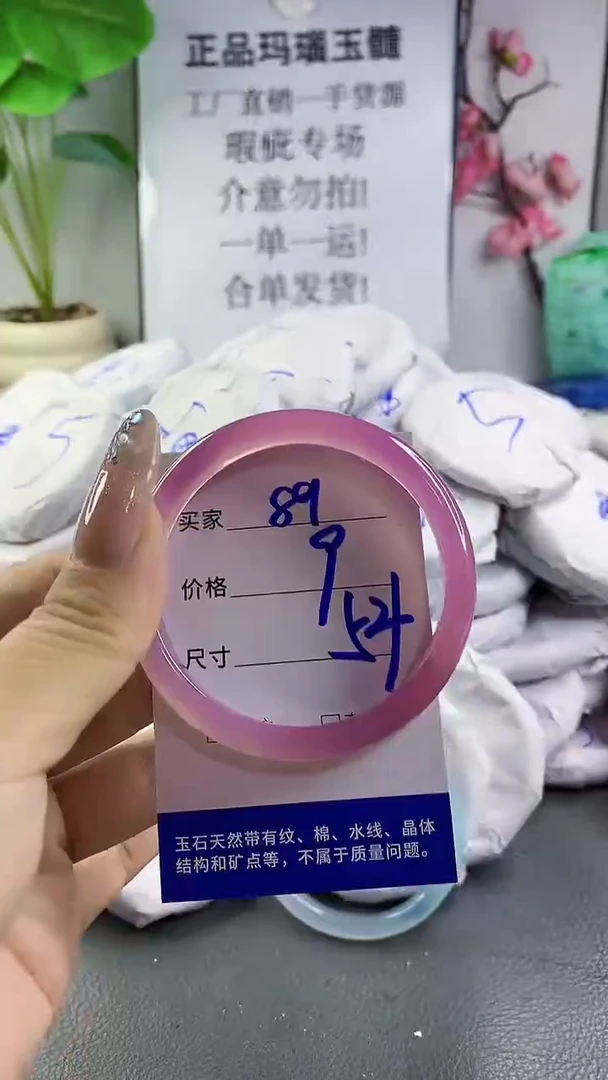 正品玛瑙玉髓
工厂直销一手货源
瑕疵专场
介意勿拍!
一单一运!
合单发货!
5
5
买家 89
价格 9
尺寸 54
玉石天然带有纹、棉、水线、晶体
结构和矿点等，不属于质量问题。